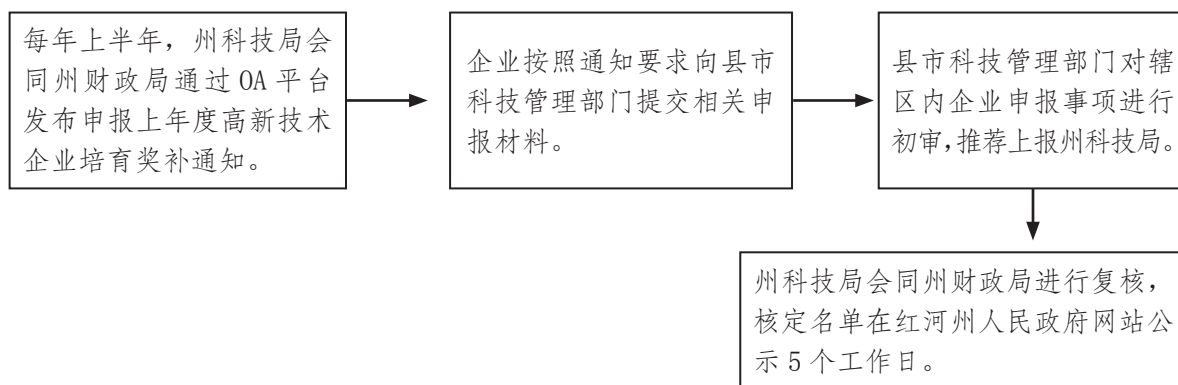 每年上半年，州科技局会
同州财政局通过 OA 平台
发布申报上年度高新技术
企业培育奖补通知。
企业按照通知要求向县市
科技管理部门提交相关申
报材料。
县市科技管理部门对辖
区内企业申报事项进行
初审，推荐上报州科技局。
州科技局会同州财政局进行复核，
核定名单在红河州人民政府网站公
示 5 个工作日。